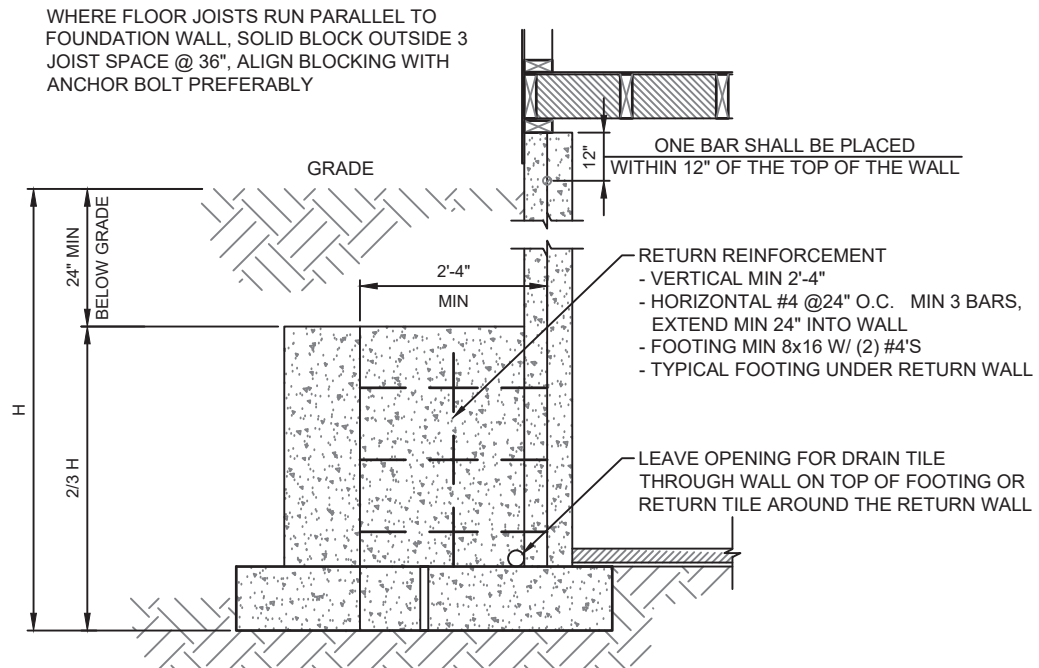 WHERE FLOOR JOISTS RUN PARALLEL TO
FOUNDATION WALL, SOLID BLOCK OUTSIDE 3
JOIST SPACE @ 36", ALIGN BLOCKING WITH
ANCHOR BOLT PREFERABLY
12"
ONE BAR SHALL BE PLACED
WITHIN 12" OF THE TOP OF THE WALL
GRADE
24" MIN
BELOW GRADE
2'-4"
MIN
RETURN REINFORCEMENT
- VERTICAL MIN 2'-4"
- HORIZONTAL #4 @24" O.C. MIN 3 BARS,
EXTEND MIN 24" INTO WALL
- FOOTING MIN 8x16 W/ (2) #4'S
- TYPICAL FOOTING UNDER RETURN WALL
H
2/3 H
LEAVE OPENING FOR DRAIN TILE
THROUGH WALL ON TOP OF FOOTING OR
RETURN TILE AROUND THE RETURN WALL